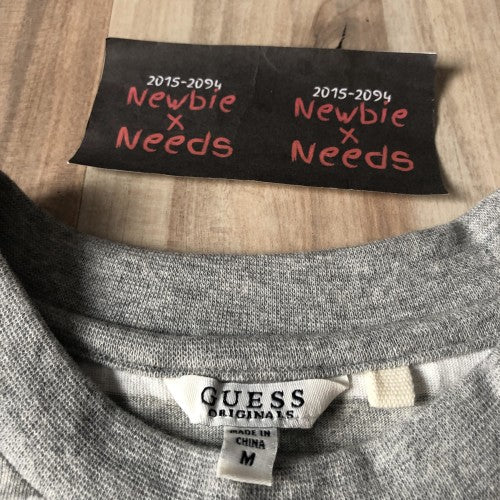 2015-2094
Newbie
x
Needs
2015-2094
Newbie
x
Needs
GUESS
ORIGINALS
MADE IN
CHINA
M